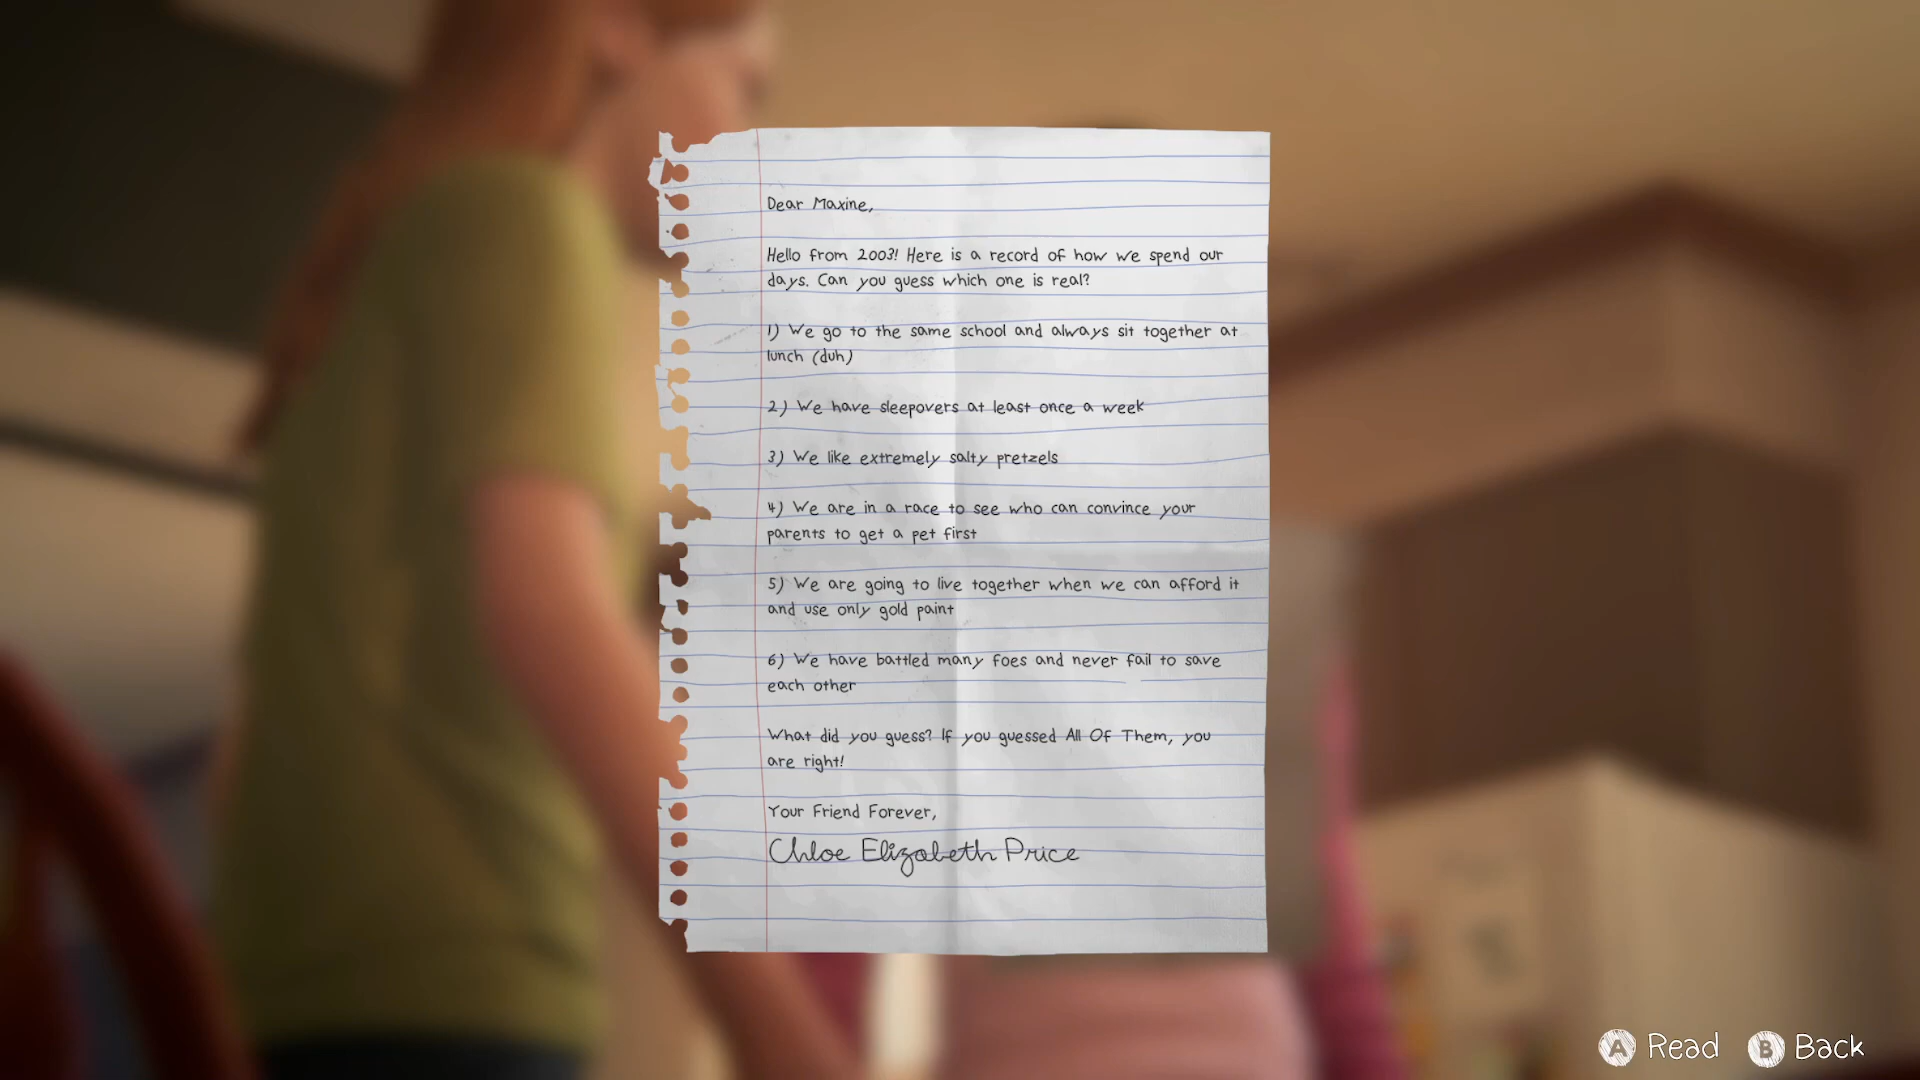 Dear Maxine,
Hello from 2003! Here is a record of how we spend our
days. Can you guess which one is real?
1) We go to the same school and always sit together at
lunch (duh)
2) We have sleepovers at least once a week
3) We like extremely salty pretzels
4) We are in a race to see who can convince your
parents to get a pet first
5) We are going to live together when we can afford it
and use only gold paint
6) We have battled many foes and never fail to save
each other
What did you guess? If you guessed All Of Them, you
are right!
Your Friend Forever,
Chloe Elizabeth Price
A Read B Back